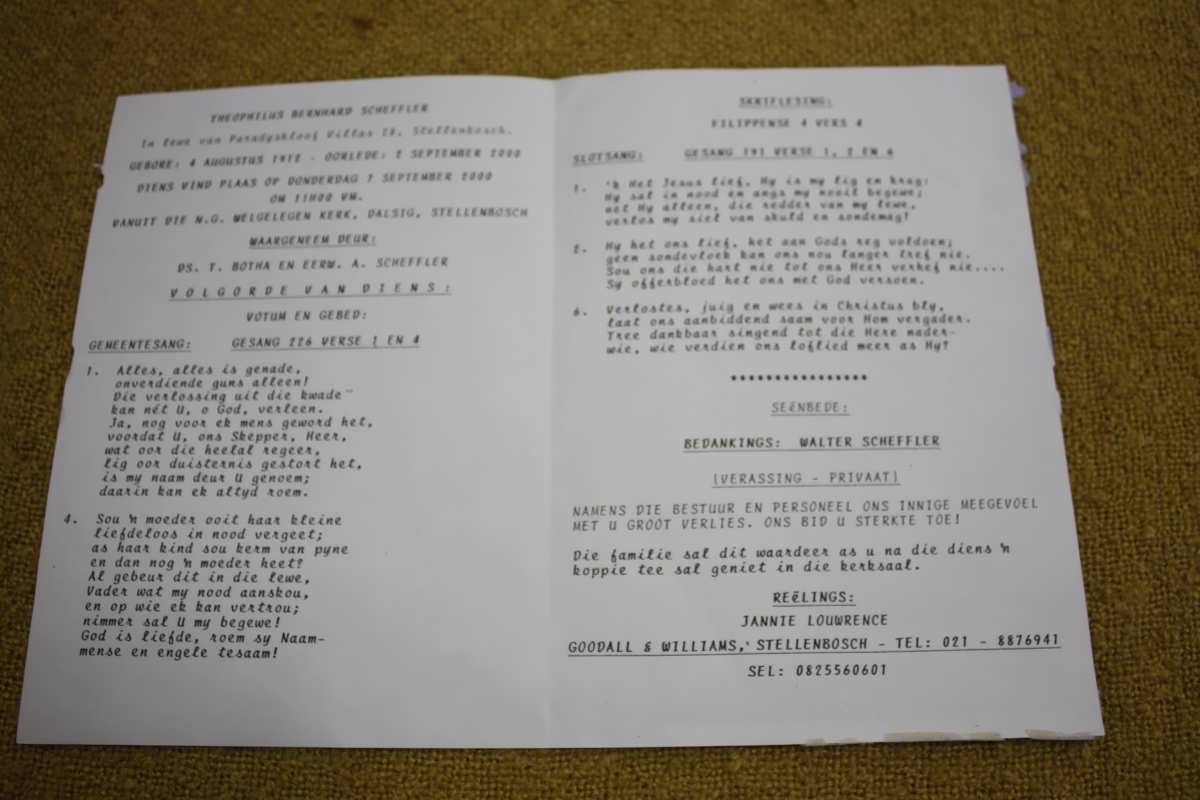 THEOPHILUS BERNHARD SCHEFFLER
In lewe van Paradyskloof Villas 28, Stellenbosch.
GEBORE: 4 AUGUSTUS 1912 - OORLEDE: 2 SEPTEMBER 2000
DIENS VIND PLAAS OP DONDERDAG 7 SEPTEMBER 2000
OM 11H00 VM.
VANUIT DIE N.G. WELGELEGEN KERK, DALSIG, STELLENBOSCH
WAARGENEEM DEUR:
DS. T. BOTHA EN EERW. A. SCHEFFLER
VOLGORDE VAN DIENS:
VOTUM EN GEBED:
GEMEENTESANG: GESANG 226 VERSE 1 EN 4
1. Alles, alles is genade,
onverdiende guns alleen!
Die verlossing uit die kwade
kan nét U, o God, verleen.
Ja, nog voor ek mens geword het,
voordat U, ons Skepper, Heer,
wat oor die heelal regeer,
lig oor duisternis gestort het,
is my naam deur U genoem;
daarin kan ek altyd roem.
4. Sou 'n moeder ooit haar kleine
liefdeloos in nood vergeet;
as haar kind sou kerm van pyne
en dan nog 'n moeder heet?
Al gebeur dit in die lewe,
Vader wat my nood aanskou,
en op wie ek kan vertrou;
nimmer sal U my begewe!
God is liefde, roem sy Naam-
mense en engele tesaam!
SKRIFLESING:
FILIPPENSE 4 VERS 4
SLOTSANG: GESANG 191 VERSE 1, 2 EN 6
1. 'k Het Jesus lief, Hy is my lig en krag:
Hy sal in nood en angs my nooit begewe;
net Hy alleen, die redder van my lewe,
verlos my siel van skuld en sondemag!
2. Hy het ons lief, het aan Gods reg voldoen;
geen sondevloek kan ons nou langer tref nie.
Sou ons die hart nie tot ons Heer verhef nie....
Sy offerbloed het ons met God versoen.
6. Verlostes, juig en wees in Christus bly,
laat ons aanbiddend saam voor Hom vergader.
Tree dankbaar singend tot die Here nader-
wie, wie verdien ons loflied meer as Hy?
****************
SEËNBEDE:
BEDANKINGS: WALTER SCHEFFLER
(VERASSING - PRIVAAT)
NAMENS DIE BESTUUR EN PERSONEEL ONS INNIGE MEEGEVOEL
MET U GROOT VERLIES. ONS BID U STERKTE TOE!
Die familie sal dit waardeer as u na die diens 'n
koppie tee sal geniet in die kerksaal.
REËLINGS:
JANNIE LOUWRENCE
GOODALL & WILLIAMS, STELLENBOSCH - TEL: 021 - 8876941
SEL: 0825560601